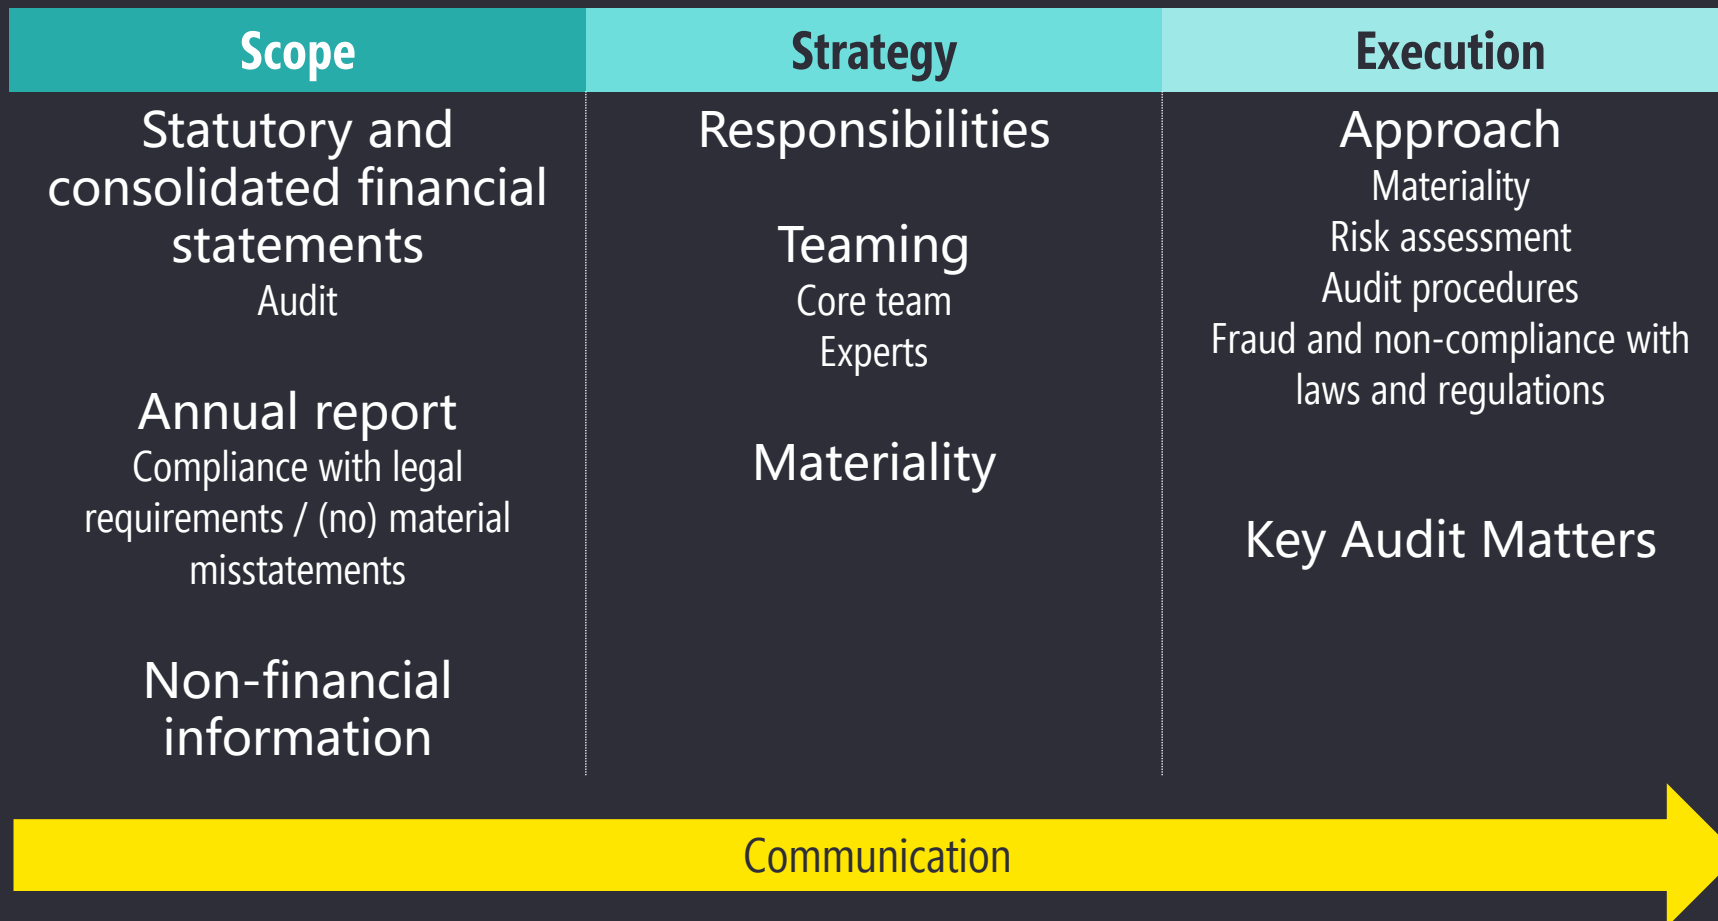 Scope
Statutory and
consolidated financial
statements
Audit
Annual report
Compliance with legal
requirements / (no) material
misstatements
Non-financial
information
Strategy
Responsibilities
Teaming
Core team
Experts
Materiality
Execution
Approach
Materiality
Risk assessment
Audit procedures
Fraud and non-compliance with
laws and regulations
Key Audit Matters
Communication